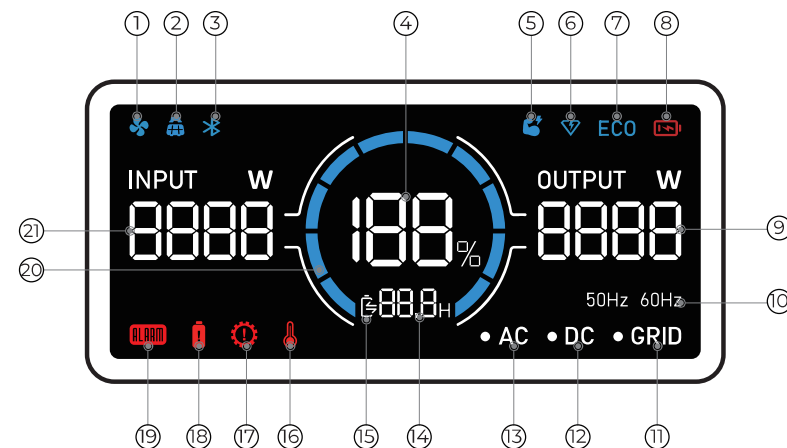 1 2 3 4 5 6 7 8
ECO
INPUT W
OUTPUT W
8888
188%
8888
21
9
20
88.8H
50Hz 60Hz
10
ALARM
AC DC GRID
19 18 17 16 15 14 13 12 11